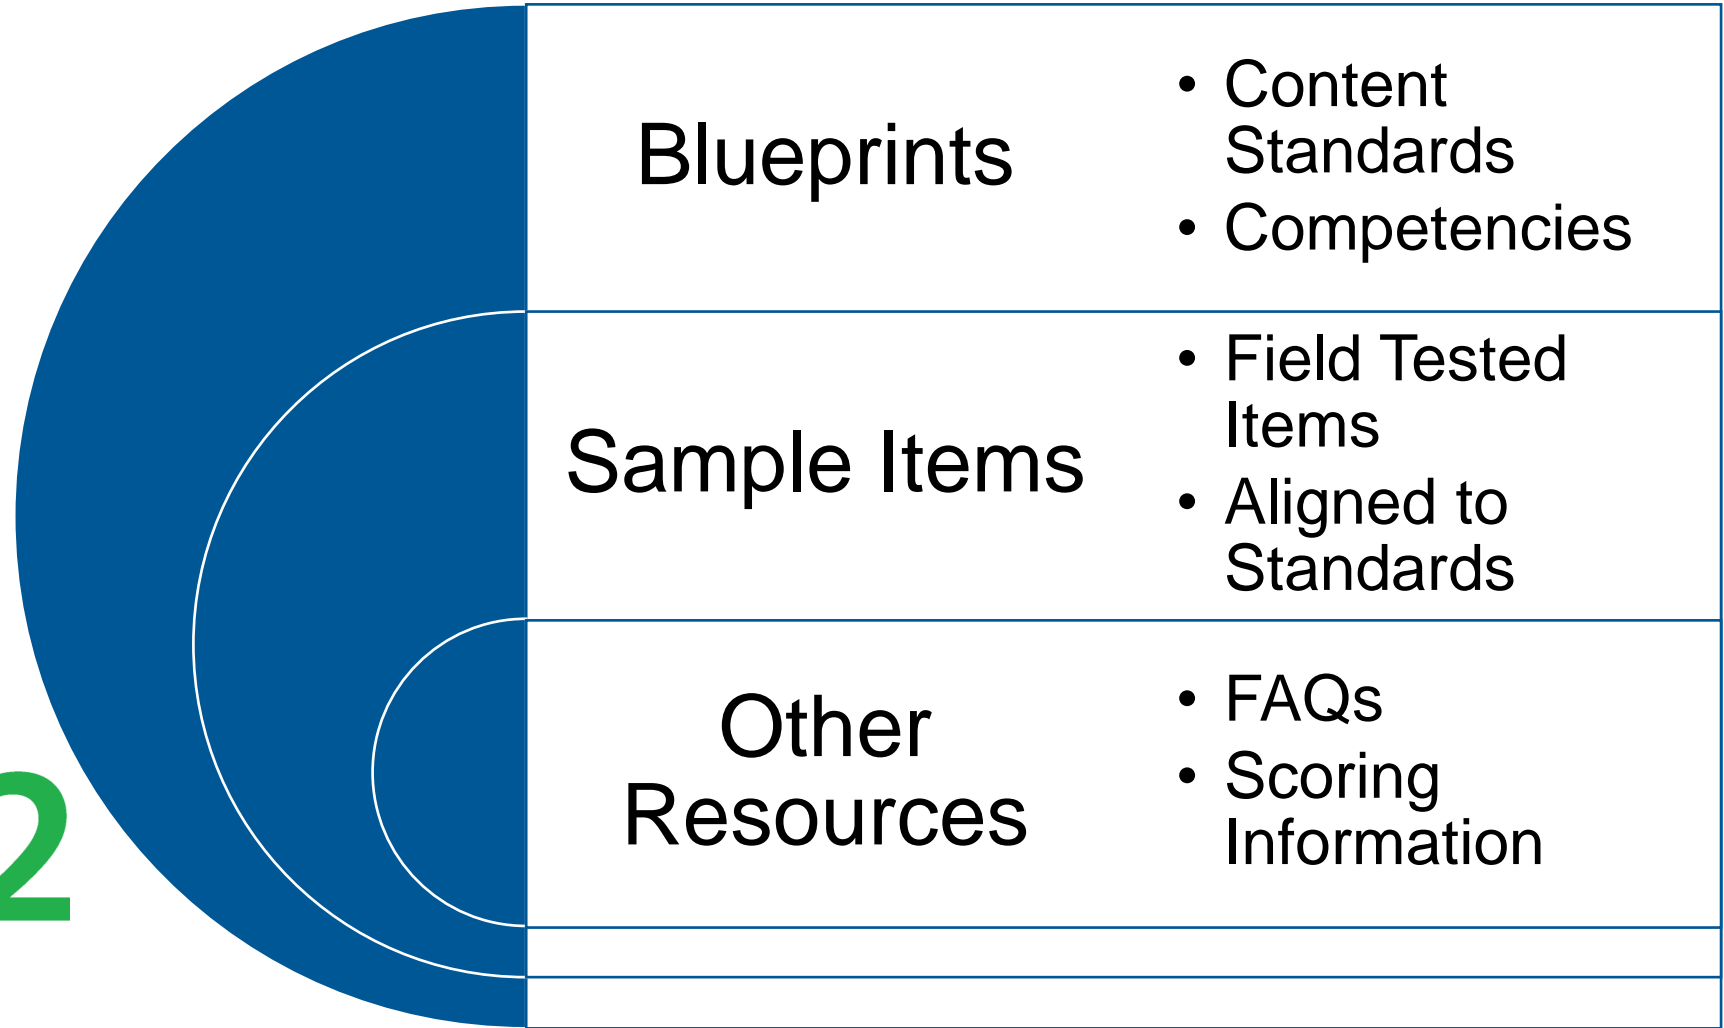 Blueprints
• Content
Standards
• Competencies
Sample Items
• Field Tested
Items
• Aligned to
Standards
Other
Resources
• FAQs
• Scoring
Information
2